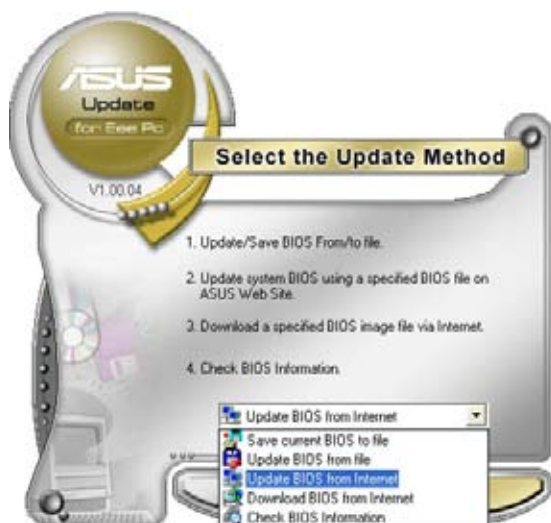 ASUS
Update
for Eee Pc
V1.00.04
Select the Update Method
1. Update/Save BIOS From/to file.
2. Update system BIOS using a specified BIOS file on
ASUS Web Site.
3. Download a specified BIOS image file via Internet.
4. Check BIOS Information.
Update BIOS from Internet
Save current BIOS to file
Update BIOS from file
Update BIOS from Internet
Download BIOS from Internet
Check BIOS Information